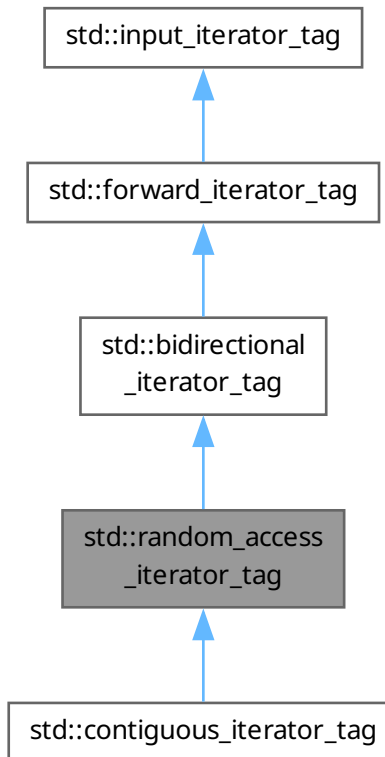 std::input_iterator_tag
std::forward_iterator_tag
std::bidirectional
_iterator_tag
std::random_access
_iterator_tag
std::contiguous_iterator_tag